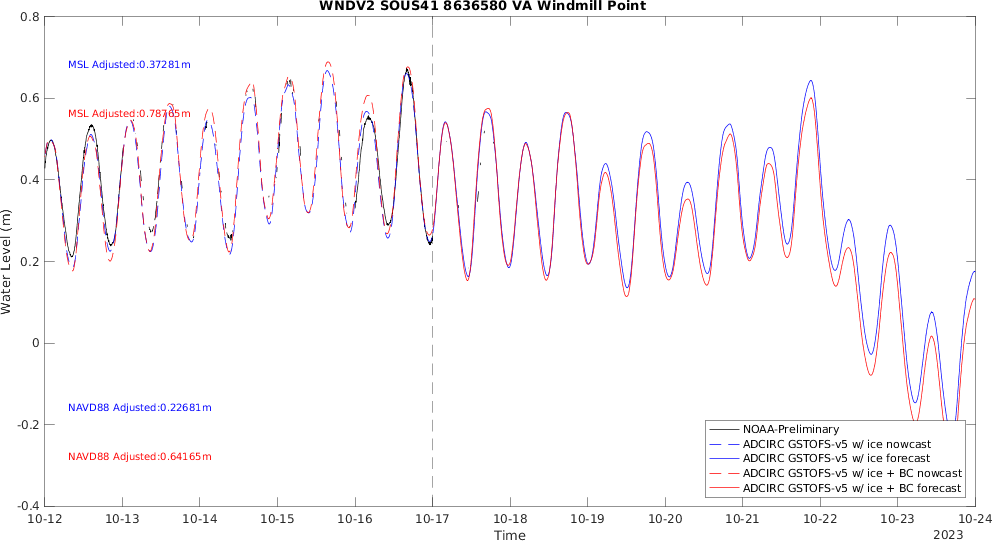 WNDV2 SOUS41 8636580 VA Windmill Point
0.8
0.6
0.4
0.2
0
-0.2
-0.4
Water Level (m)
MSL Adjusted:0.37281m
MSL Adjusted:0.78765m
NAVD88 Adjusted:0.22681m
NAVD88 Adjusted:0.64165m
NOAA-Preliminary
ADCIRC GSTOFS-v5 w/ ice nowcast
ADCIRC GSTOFS-v5 w/ ice forecast
ADCIRC GSTOFS-v5 w/ ice + BC nowcast
ADCIRC GSTOFS-v5 w/ ice + BC forecast
10-12 10-13 10-14 10-15 10-16 10-17 10-18 10-19 10-20 10-21 10-22 10-23 10-24
Time
2023